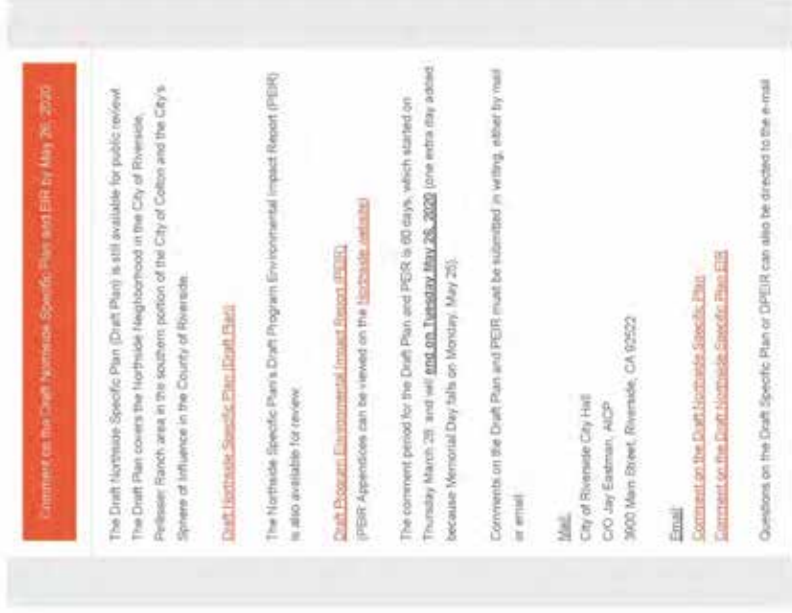 Comment on the Draft Northside Specific Plan and EIR by May 26, 2020
The Draft Northside Specific Plan (Draft Plan) is still available for public review!
The Draft Plan covers the Northside Neighborhood in the City of Riverside,
Pellissier Ranch area in the southern portion of the City of Colton and the City's
Sphere of Influence in the County of Riverside.
Draft Northside Specific Plan (Draft Plan)
The Northside Specific Plan's Draft Program Environmental Impact Report (PEIR)
is also available for review.
Draft Program Environmental Impact Report (PEIR)
(PEIR Appendices can be viewed on the Northside website)
The comment period for the Draft Plan and PEIR is 60 days, which started on
Thursday March 26, and will end on Tuesday May 26, 2020 (one extra day added
because Memorial Day falls on Monday, May 25).
Comments on the Draft Plan and PEIR must be submitted in writing, either by mail
or email:
Mail:
City of Riverside City Hall
C/O Jay Eastman, AICP
3900 Main Street, Riverside, CA 92522
Email:
Comment on the Draft Northside Specific Plan
Comment on the Draft Northside Specific Plan EIR
Questions on the Draft Specific Plan or DPEIR can also be directed to the e-mail